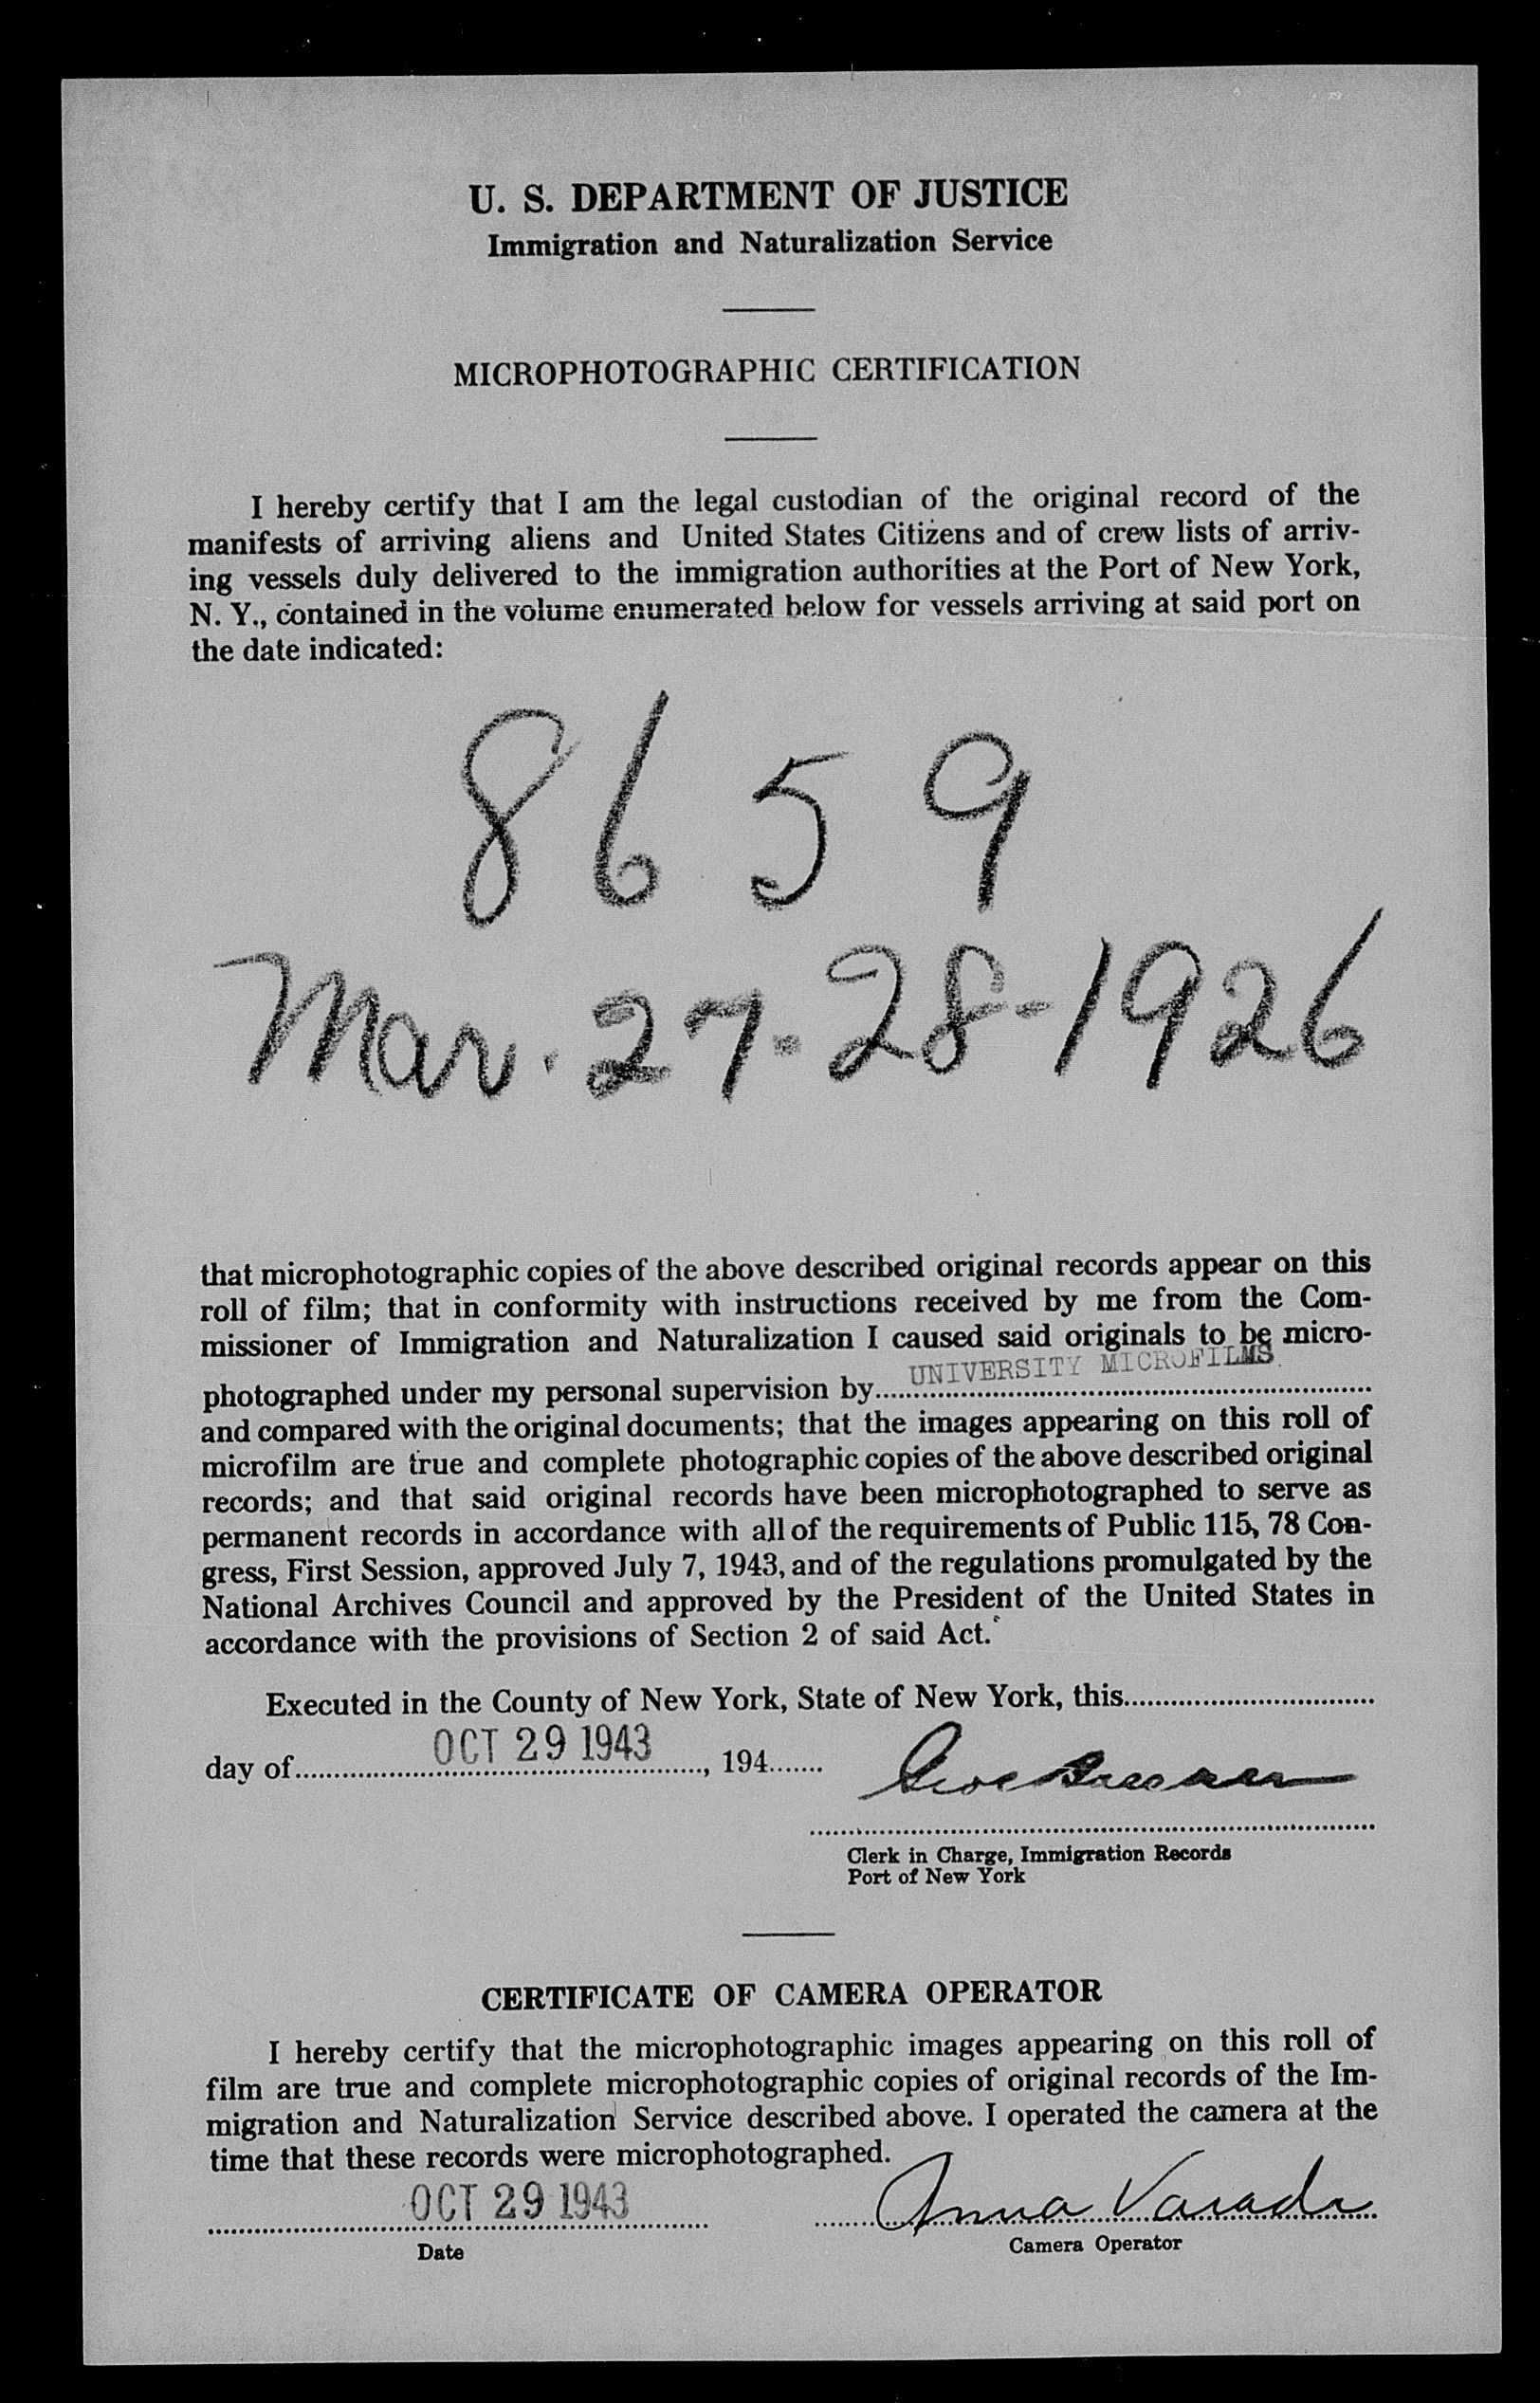 U. S. DEPARTMENT OF JUSTICE
Immigration and Naturalization Service
MICROPHOTOGRAPHIC CERTIFICATION
I hereby certify that I am the legal custodian of the original record of the
manifests of arriving aliens and United States Citizens and of crew lists of arriv-
ing vessels duly delivered to the immigration authorities at the Port of New York,
N. Y., contained in the volume enumerated below for vessels arriving at said port on
the date indicated:
8659
Mar. 27-28-1926
that microphotographic copies of the above described original records appear on this
roll of film; that in conformity with instructions received by me from the Com-
missioner of Immigration and Naturalization I caused said originals to be micro-
photographed under my personal supervision by UNIVERSITY MICROFILMS
and compared with the original documents; that the images appearing on this roll of
microfilm are true and complete photographic copies of the above described original
records; and that said original records have been microphotographed to serve as
permanent records in accordance with all of the requirements of Public 115, 78 Con-
gress, First Session, approved July 7, 1943, and of the regulations promulgated by the
National Archives Council and approved by the President of the United States in
accordance with the provisions of Section 2 of said Act.
Executed in the County of New York, State of New York, this
day of OCT 29 1943, 194
Clerk in Charge, Immigration Records
Port of New York
CERTIFICATE OF CAMERA OPERATOR
I hereby certify that the microphotographic images appearing on this roll of
film are true and complete microphotographic copies of original records of the Im-
migration and Naturalization Service described above. I operated the camera at the
time that these records were microphotographed.
OCT 29 1943 Anna Varadi
Date Camera Operator